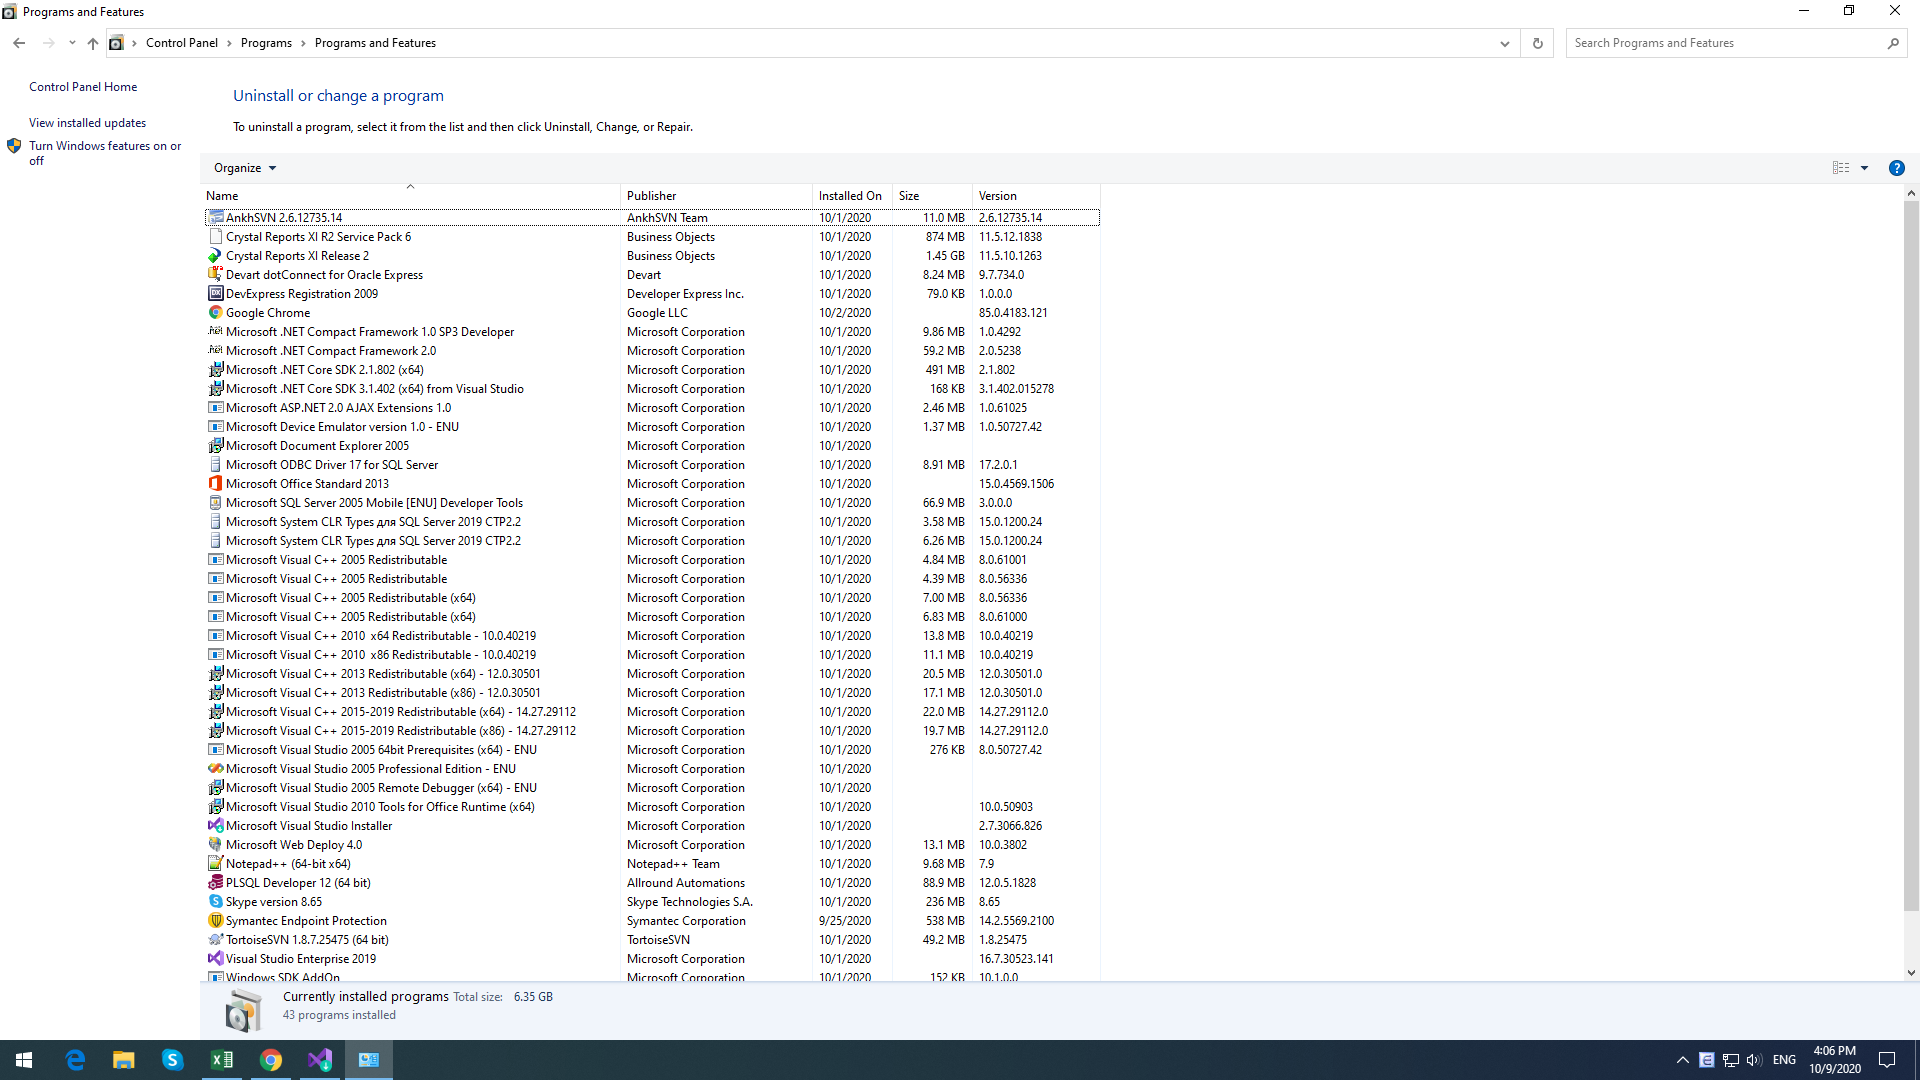 Programs and Features
Control Panel > Programs > Programs and Features
Search Programs and Features
Control Panel Home
View installed updates
Turn Windows features on or
off
Uninstall or change a program
To uninstall a program, select it from the list and then click Uninstall, Change, or Repair.
Organize
Name Publisher Installed On Size Version
AnkhSVN 2.6.12735.14 AnkhSVN Team 10/1/2020 11.0 MB 2.6.12735.14
Crystal Reports XI R2 Service Pack 6 Business Objects 10/1/2020 874 MB 11.5.12.1838
Crystal Reports XI Release 2 Business Objects 10/1/2020 1.45 GB 11.5.10.1263
Devart dotConnect for Oracle Express Devart 10/1/2020 8.24 MB 9.7.734.0
DevExpress Registration 2009 Developer Express Inc. 10/1/2020 79.0 KB 1.0.0.0
Google Chrome Google LLC 10/2/2020 85.0.4183.121
Microsoft .NET Compact Framework 1.0 SP3 Developer Microsoft Corporation 10/1/2020 9.86 MB 1.0.4292
Microsoft .NET Compact Framework 2.0 Microsoft Corporation 10/1/2020 59.2 MB 2.0.5238
Microsoft .NET Core SDK 2.1.802 (x64) Microsoft Corporation 10/1/2020 491 MB 2.1.802
Microsoft .NET Core SDK 3.1.402 (x64) from Visual Studio Microsoft Corporation 10/1/2020 168 KB 3.1.402.015278
Microsoft ASP.NET 2.0 AJAX Extensions 1.0 Microsoft Corporation 10/1/2020 2.46 MB 1.0.61025
Microsoft Device Emulator version 1.0 - ENU Microsoft Corporation 10/1/2020 1.37 MB 1.0.50727.42
Microsoft Document Explorer 2005 Microsoft Corporation 10/1/2020
Microsoft ODBC Driver 17 for SQL Server Microsoft Corporation 10/1/2020 8.91 MB 17.2.0.1
Microsoft Office Standard 2013 Microsoft Corporation 10/1/2020 15.0.4569.1506
Microsoft SQL Server 2005 Mobile [ENU] Developer Tools Microsoft Corporation 10/1/2020 66.9 MB 3.0.0.0
Microsoft System CLR Types для SQL Server 2019 CTP2.2 Microsoft Corporation 10/1/2020 3.58 MB 15.0.1200.24
Microsoft System CLR Types для SQL Server 2019 CTP2.2 Microsoft Corporation 10/1/2020 6.26 MB 15.0.1200.24
Microsoft Visual C++ 2005 Redistributable Microsoft Corporation 10/1/2020 4.84 MB 8.0.61001
Microsoft Visual C++ 2005 Redistributable Microsoft Corporation 10/1/2020 4.39 MB 8.0.56336
Microsoft Visual C++ 2005 Redistributable (x64) Microsoft Corporation 10/1/2020 7.00 MB 8.0.56336
Microsoft Visual C++ 2005 Redistributable (x64) Microsoft Corporation 10/1/2020 6.83 MB 8.0.61000
Microsoft Visual C++ 2010  x64 Redistributable - 10.0.40219 Microsoft Corporation 10/1/2020 13.8 MB 10.0.40219
Microsoft Visual C++ 2010  x86 Redistributable - 10.0.40219 Microsoft Corporation 10/1/2020 11.1 MB 10.0.40219
Microsoft Visual C++ 2013 Redistributable (x64) - 12.0.30501 Microsoft Corporation 10/1/2020 20.5 MB 12.0.30501.0
Microsoft Visual C++ 2013 Redistributable (x86) - 12.0.30501 Microsoft Corporation 10/1/2020 17.1 MB 12.0.30501.0
Microsoft Visual C++ 2015-2019 Redistributable (x64) - 14.27.29112 Microsoft Corporation 10/1/2020 22.0 MB 14.27.29112.0
Microsoft Visual C++ 2015-2019 Redistributable (x86) - 14.27.29112 Microsoft Corporation 10/1/2020 19.7 MB 14.27.29112.0
Microsoft Visual Studio 2005 64bit Prerequisites (x64) - ENU Microsoft Corporation 10/1/2020 276 KB 8.0.50727.42
Microsoft Visual Studio 2005 Professional Edition - ENU Microsoft Corporation 10/1/2020
Microsoft Visual Studio 2005 Remote Debugger (x64) - ENU Microsoft Corporation 10/1/2020
Microsoft Visual Studio 2010 Tools for Office Runtime (x64) Microsoft Corporation 10/1/2020 10.0.50903
Microsoft Visual Studio Installer Microsoft Corporation 10/1/2020 2.7.3066.826
Microsoft Web Deploy 4.0 Microsoft Corporation 10/1/2020 13.1 MB 10.0.3802
Notepad++ (64-bit x64) Notepad++ Team 10/1/2020 9.68 MB 7.9
PLSQL Developer 12 (64 bit) Allround Automations 10/1/2020 88.9 MB 12.0.5.1828
Skype version 8.65 Skype Technologies S.A. 10/1/2020 236 MB 8.65
Symantec Endpoint Protection Symantec Corporation 9/25/2020 538 MB 14.2.5569.2100
TortoiseSVN 1.8.7.25475 (64 bit) TortoiseSVN 10/1/2020 49.2 MB 1.8.25475
Visual Studio Enterprise 2019 Microsoft Corporation 10/1/2020 16.7.30523.141
Windows SDK AddOn Microsoft Corporation 10/1/2020 152 KB 10.1.0.0
Currently installed programs Total size: 6.35 GB
43 programs installed
ENG
4:06 PM
10/9/2020